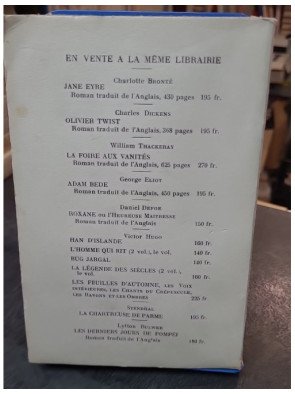 EN VENTE A LA MÊME LIBRAIRIE
Charlotte BRONTÉ
JANE EYRE
Roman traduit de l'Anglais, 430 pages 195 fr.
Charles DICKENS
OLIVIER TWIST
Roman traduit de l'Anglais, 368 pages 195 fr.
William THACKERAY
LA FOIRE AUX VANITÉS
Roman traduit de l'Anglais, 625 pages 270 fr.
George ELIOT
ADAM BEDE
Roman traduit de l'Anglais, 450 pages 195 fr.
Daniel DEFOE
ROXANE ou l'HEUREUSE MAITRESSE
Roman traduit de l'Anglais 150 fr.
Victor HUGO
HAN D'ISLANDE 160 fr.
L'HOMME QUI RIT (2 vol.), le vol. 140 fr.
BUG JARGAL 140 fr.
LA LÉGENDE DES SIÈCLES (2 vol.),
le vol. 160 fr.
LES FEUILLES D'AUTOMNE, LES VOIX
INTÉRIEURES, LES CHANTS DU CRÉPUSCULE,
LES RAYONS ET LES OMBRES 225 fr
STENDHAL
LA CHARTREUSE DE PARME 195 fr.
Lytton BULWER
LES DERNIERS JOURS DE POMPÉI
Roman traduit de l'Anglais 180 fr.